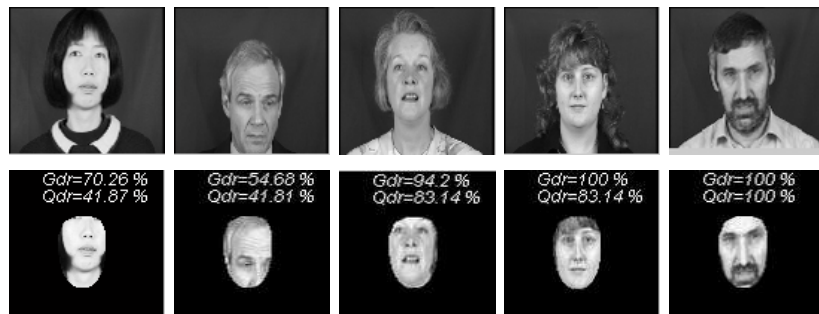 Gdr=70.26 %
Qdr=41.87 %
Gdr=54.68 %
Qdr=41.81 %
Gdr=94.2 %
Qdr=83.14 %
Gdr=100 %
Qdr=83.14 %
Gdr=100 %
Qdr=100 %